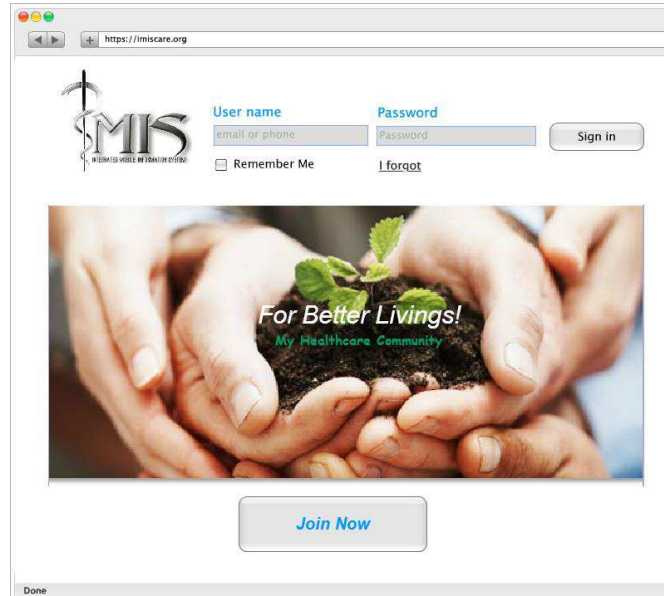 https://imiscare.org
IMIS
INTEGRATED MOBILE INFORMATION SYSTEM
User name
Password
email or phone
Password
Sign in
Remember Me
I forgot
For Better Livings!
My Healthcare Community
Join Now
Done